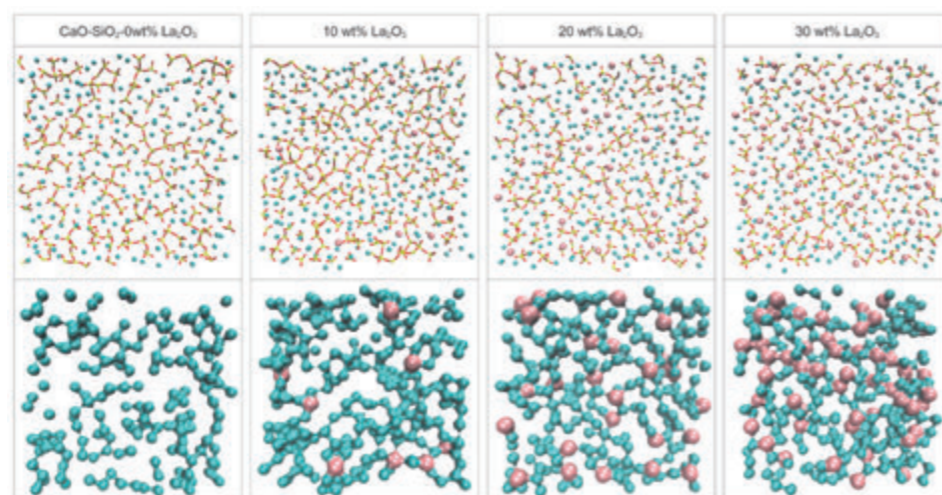 CaO-SiO₂-0wt% La₂O₃
10 wt% La₂O₃
20 wt% La₂O₃
30 wt% La₂O₃